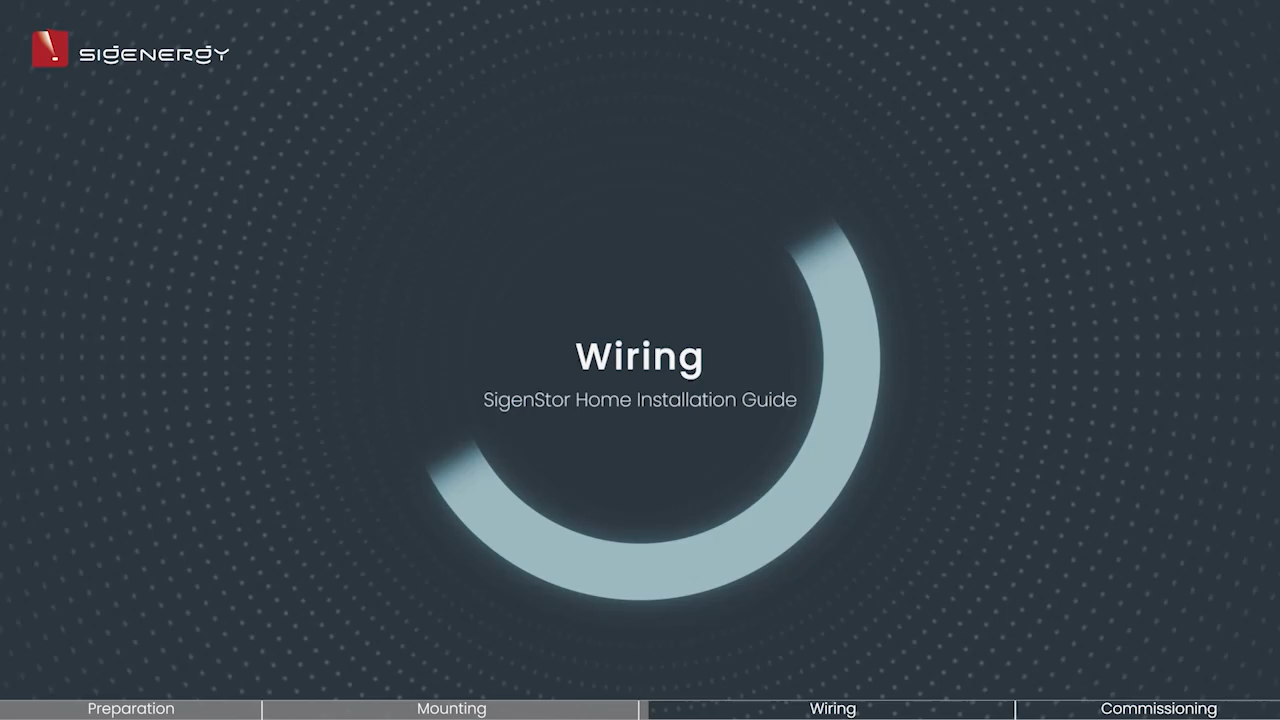 SIGENERGY
Wiring
SigenStor Home Installation Guide
Preparation
Mounting
Wiring
Commissioning